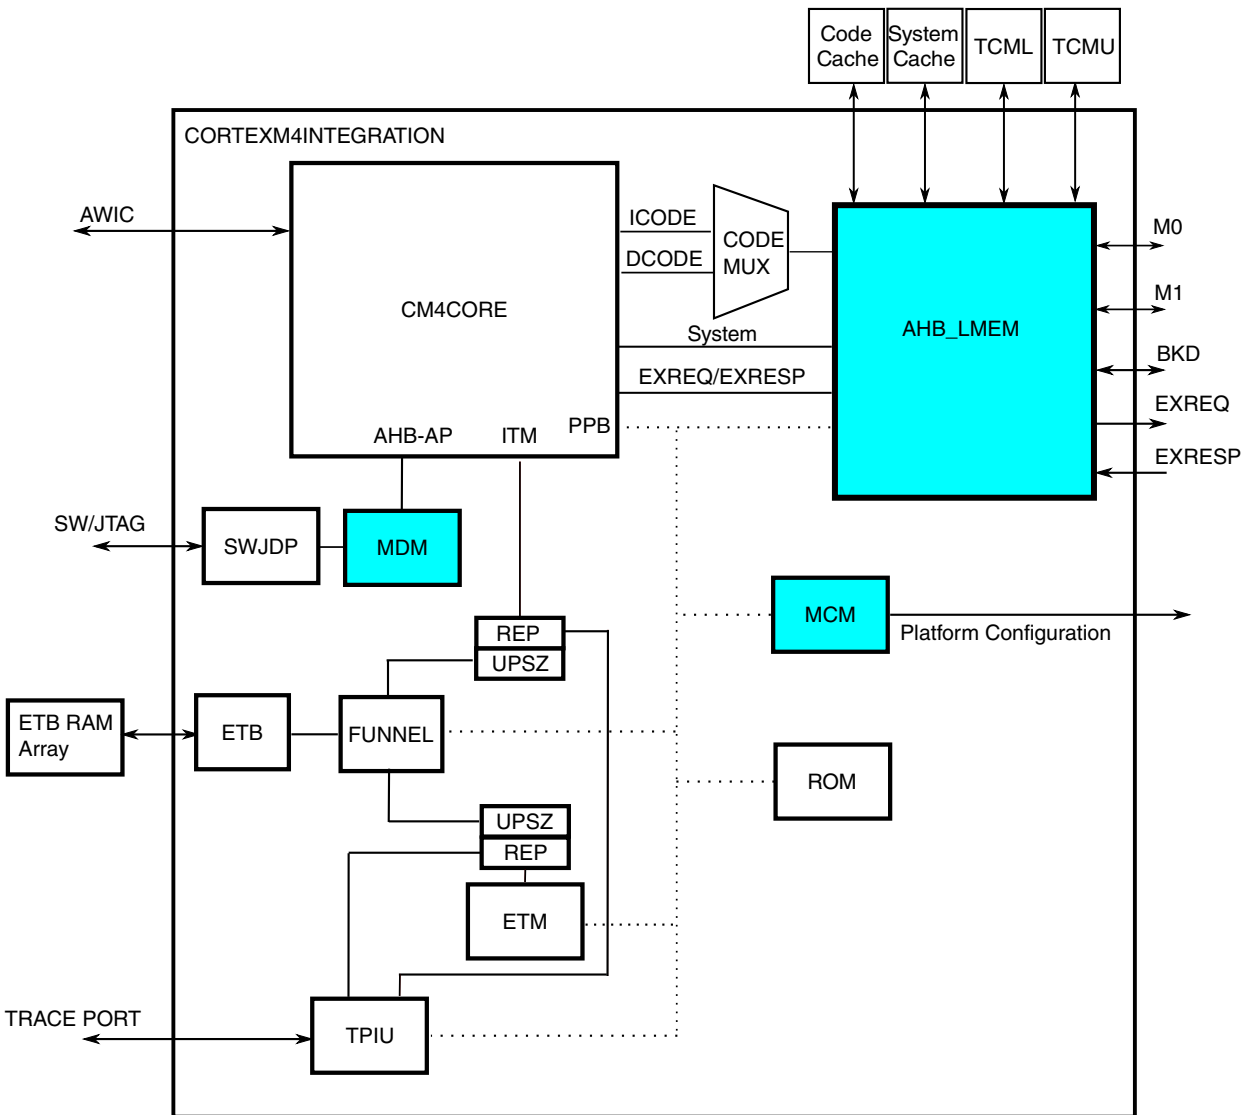 Code
Cache
System
Cache
TCML
TCMU
CORTEXM4INTEGRATION
AWIC
ICODE
DCODE
CODE
MUX
M0
M1
CM4CORE
AHB_LMEM
System
BKD
EXREQ/EXRESP
EXREQ
PPB
AHB-AP
ITM
EXRESP
SW/JTAG
SWJDP
MDM
MCM
Platform Configuration
REP
UPSZ
ETB RAM
Array
ETB
FUNNEL
ROM
UPSZ
REP
ETM
TRACE PORT
TPIU